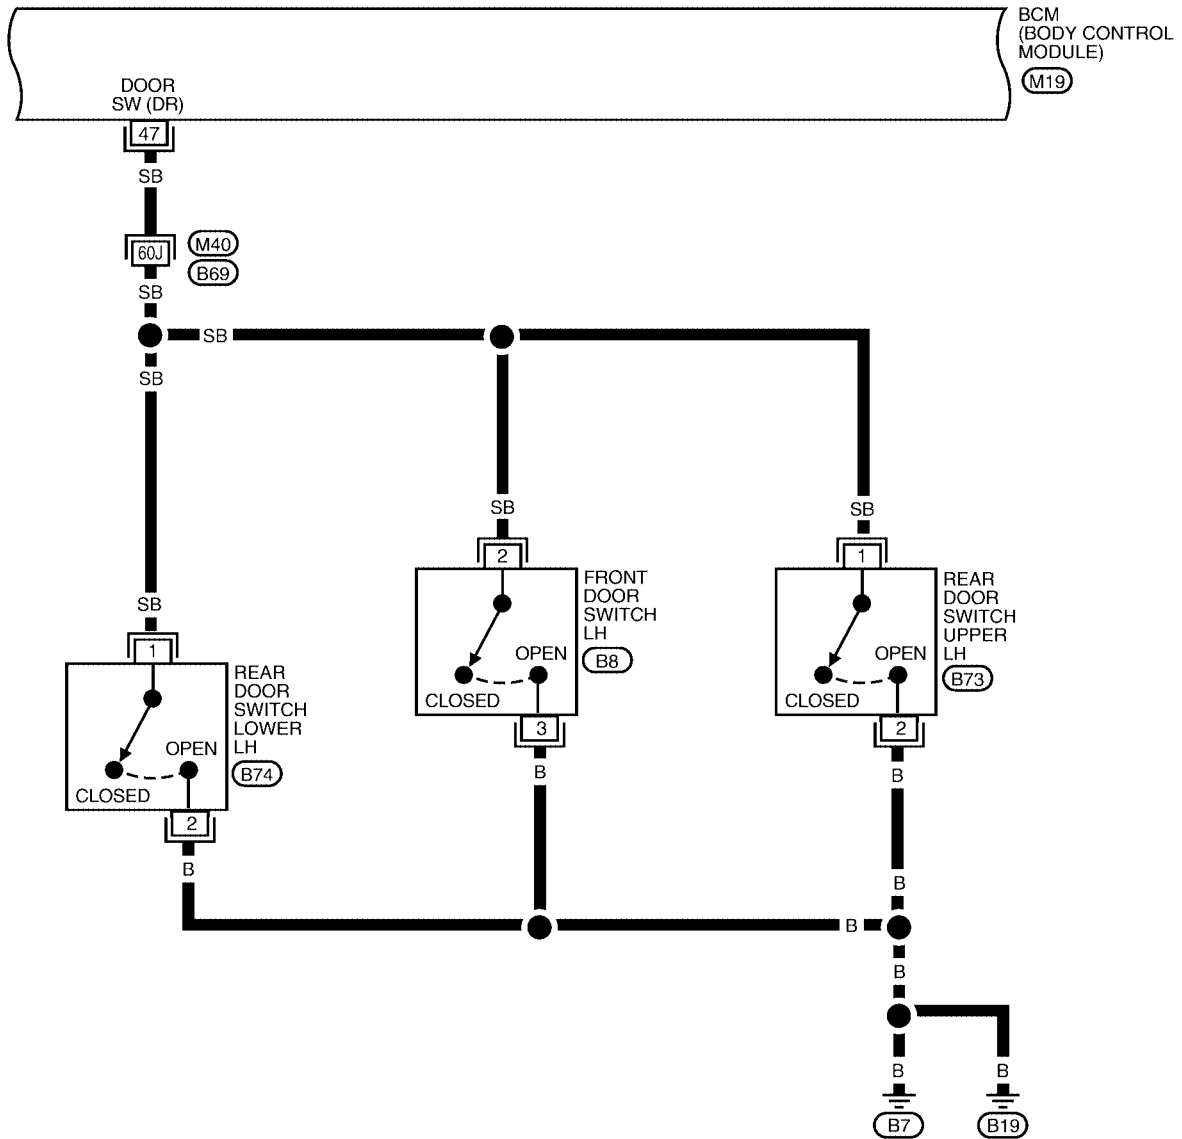 BCM
(BODY CONTROL
MODULE)
M19
DOOR
SW (DR)
47
SB
60J
M40
B69
SB
SB
SB
SB
SB
SB
2
FRONT
DOOR
SWITCH
LH
B8
OPEN
CLOSED
3
B
1
REAR
DOOR
SWITCH
UPPER
LH
B73
OPEN
CLOSED
2
B
1
REAR
DOOR
SWITCH
LOWER
LH
B74
OPEN
CLOSED
2
B
B
B
B
B
B
B7
B19